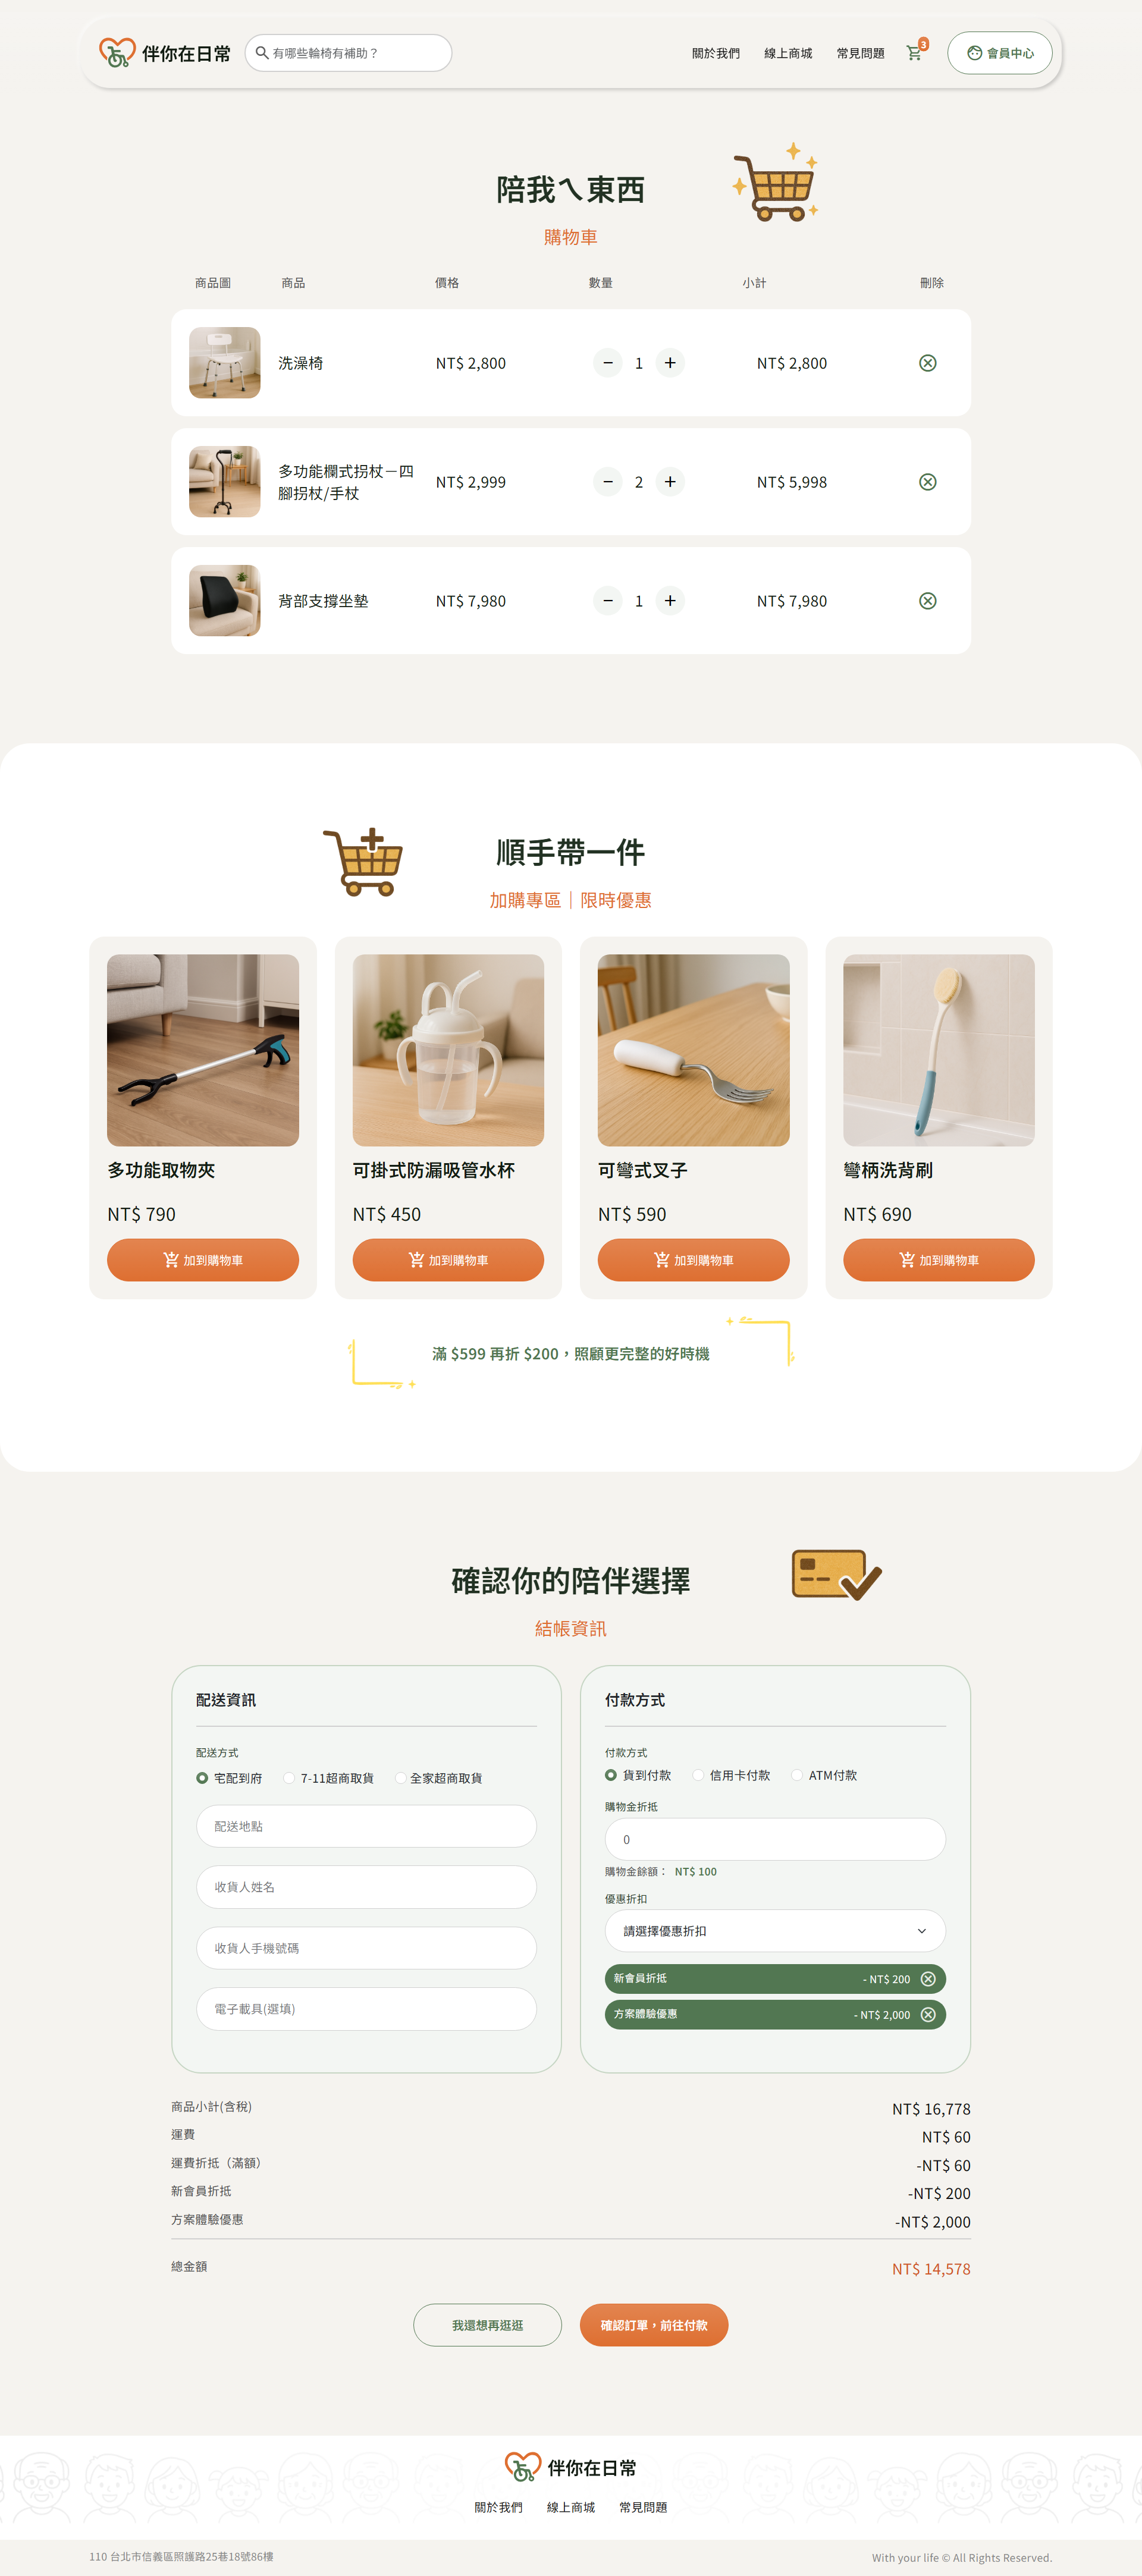 伴你在日常
有哪些輪椅有補助？
關於我們
線上商城
常見問題
3
會員中心
陪我ㄟ東西
購物車
商品圖
商品
價格
數量
小計
刪除
洗澡椅
NT$ 2,800
1
NT$ 2,800
多功能欄式拐杖－四
腳拐杖/手杖
NT$ 2,999
2
NT$ 5,998
背部支撐坐墊
NT$ 7,980
1
NT$ 7,980
順手帶一件
加購專區｜限時優惠
多功能取物夾
NT$ 790
加到購物車
可掛式防漏吸管水杯
NT$ 450
加到購物車
可彎式叉子
NT$ 590
加到購物車
彎柄洗背刷
NT$ 690
加到購物車
滿 $599 再折 $200，照顧更完整的好時機
確認你的陪伴選擇
結帳資訊
配送資訊
配送方式
宅配到府
7-11超商取貨
全家超商取貨
配送地點
收貨人姓名
收貨人手機號碼
電子載具(選填)
付款方式
付款方式
貨到付款
信用卡付款
ATM付款
購物金折抵
0
購物金餘額： NT$ 100
優惠折扣
請選擇優惠折扣
新會員折抵
- NT$ 200
方案體驗優惠
- NT$ 2,000
商品小計(含稅)
NT$ 16,778
運費
NT$ 60
運費折抵（滿額）
-NT$ 60
新會員折抵
-NT$ 200
方案體驗優惠
-NT$ 2,000
總金額
NT$ 14,578
我還想再逛逛
確認訂單，前往付款
伴你在日常
關於我們
線上商城
常見問題
110 台北市信義區照護路25巷18號86樓
With your life © All Rights Reserved.